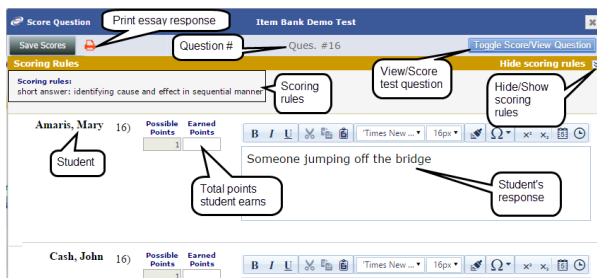 Score Question
Print essay response
Item Bank Demo Test
Save Scores
Question #
Ques. #16
Toggle Score/View Question
Scoring Rules
Hide scoring rules
Scoring rules:
short answer: identifying cause and effect in sequential manner
Scoring rules
View/Score test question
Hide/Show scoring rules
Amaris, Mary 16) Possible Points Earned Points
1
B I U 'Times New ... 16px Ω x² x₂
Someone jumping off the bridge
Student
Total points student earns
Student's response
Cash, John 16) Possible Points Earned Points
1
B I U 'Times New ... 16px Ω x² x₂